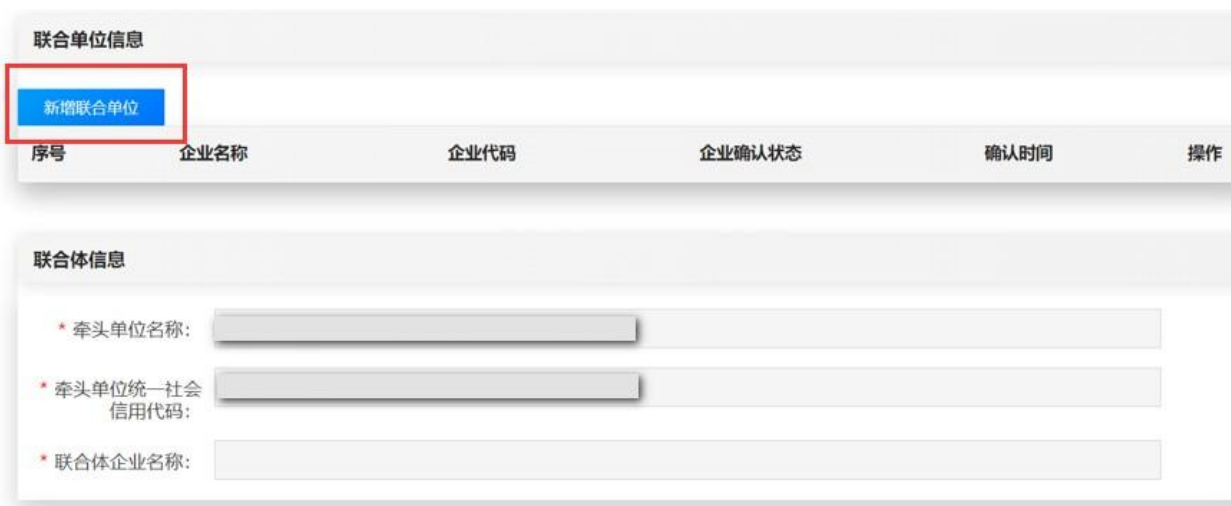 联合单位信息
新增联合单位
序号 企业名称 企业代码 企业确认状态 确认时间 操作
联合体信息
* 牵头单位名称:
* 牵头单位统一社会
信用代码:
* 联合体企业名称: